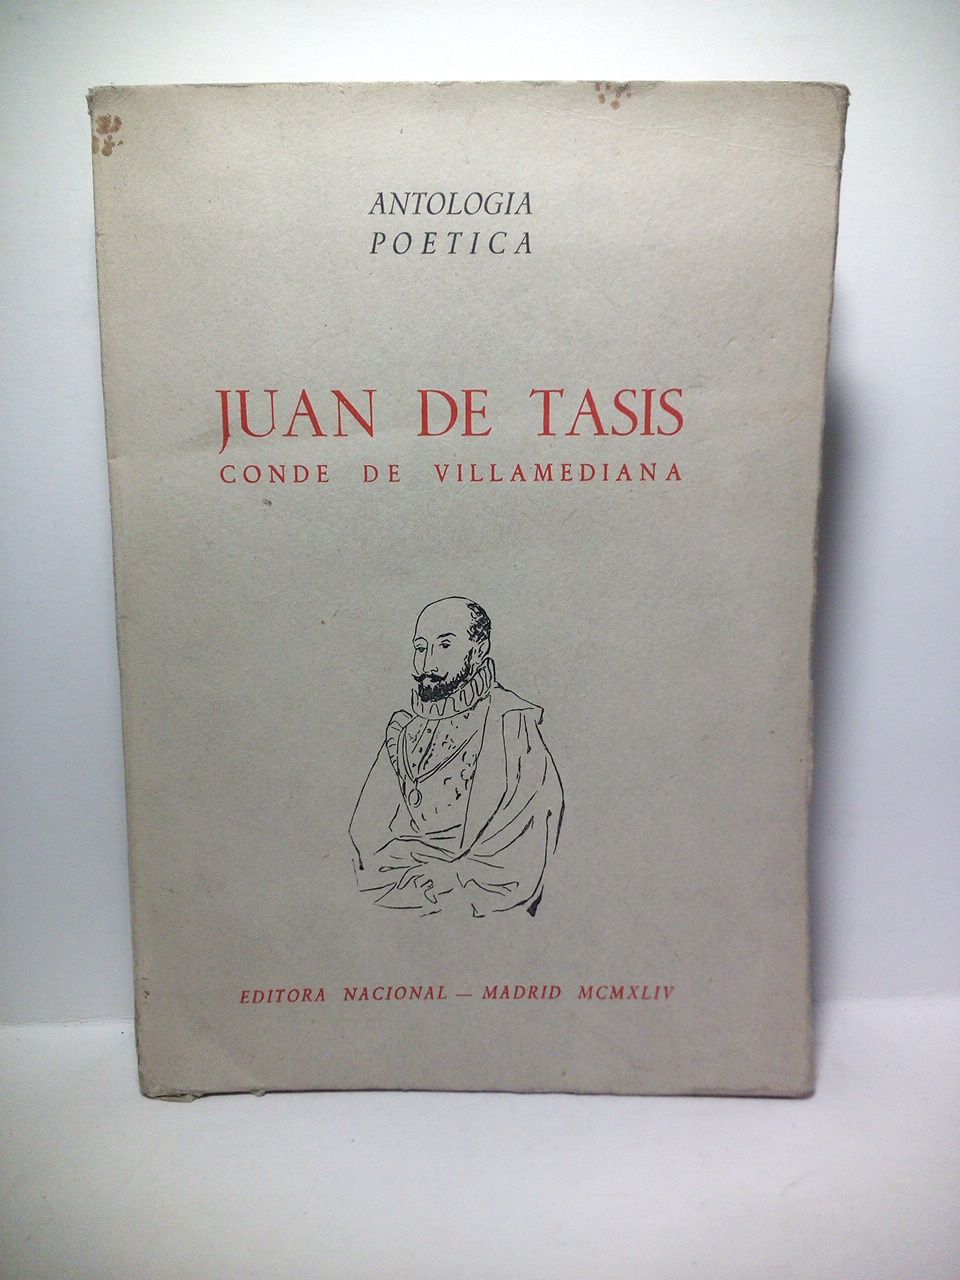 ANTOLOGIA
POETICA
JUAN DE TASIS
CONDE DE VILLAMEDIANA
EDITORA NACIONAL — MADRID MCMXLIV